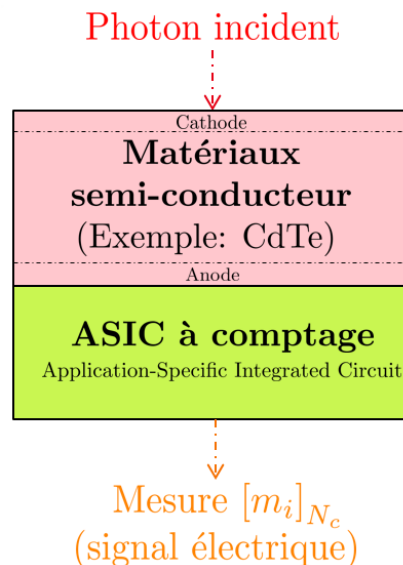 Photon incident
Cathode
Matériaux
semi-conducteur
(Exemple: CdTe)
Anode
ASIC à comptage
Application-Specific Integrated Circuit
Mesure [m_i]_{N_c}
(signal électrique)